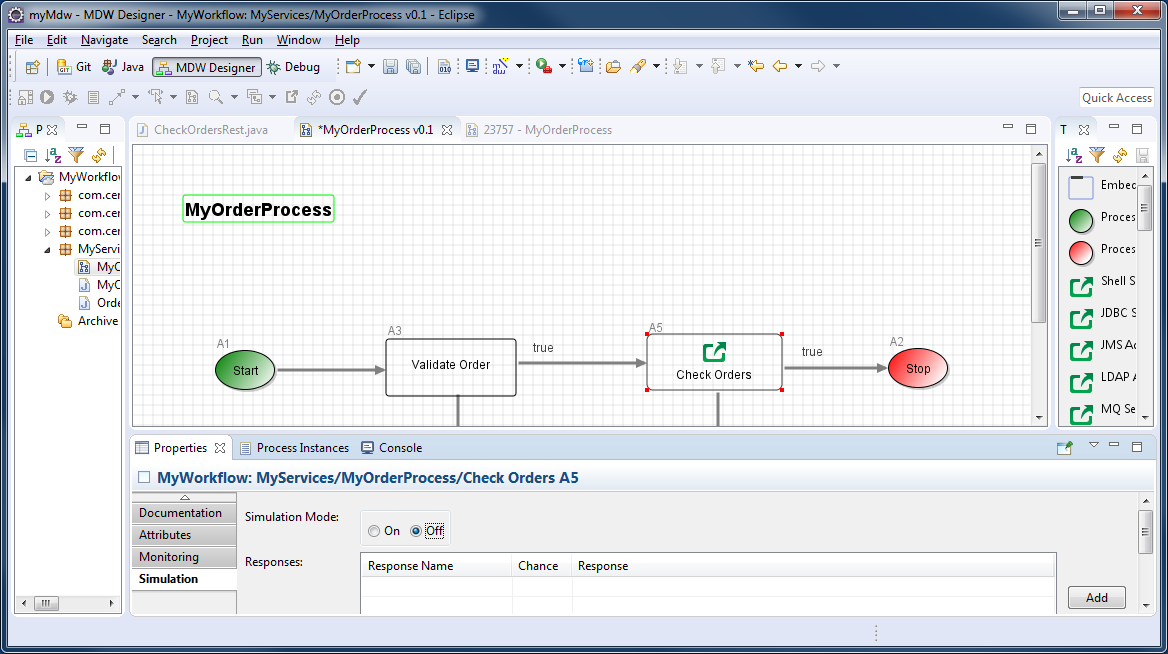 myMdw - MDW Designer - MyWorkflow: MyServices/MyOrderProcess v0.1 - Eclipse
File Edit Navigate Search Project Run Window Help
Git Java MDW Designer Debug
Quick Access
P
CheckOrdersRest.java *MyOrderProcess v0.1 23757 - MyOrderProcess
T
MyWorkflow
com.cer
com.cer
com.cer
MyServi
MyO
MyO
Orde
Archive
MyOrderProcess
A1
Start
A3
Validate Order
true
A5
Check Orders
true
A2
Stop
Embec
Proces
Proces
Shell S
JDBC S
JMS Ad
LDAP A
MQ Se
Properties Process Instances Console
MyWorkflow: MyServices/MyOrderProcess/Check Orders A5
Documentation
Attributes
Monitoring
Simulation
Simulation Mode:
On Off
Responses:
Response Name Chance Response
Add